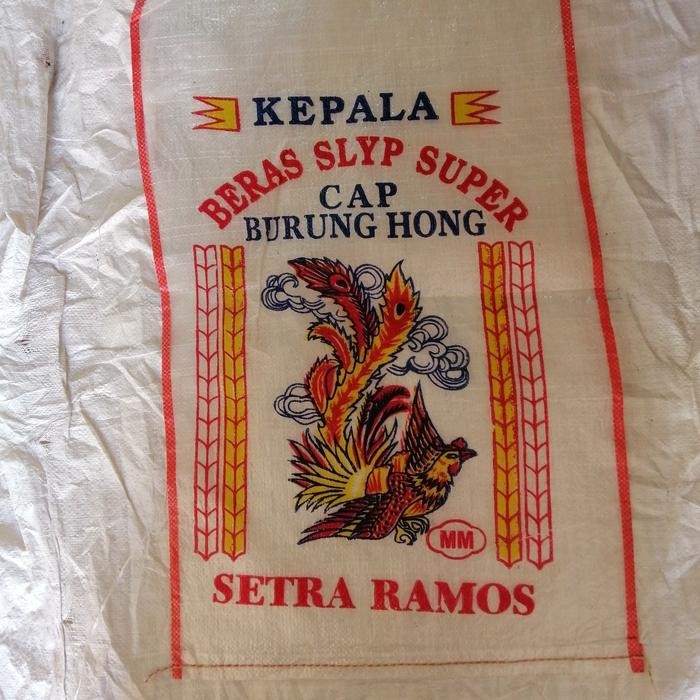 KEPALA
BERAS SLYP SUPER
CAP
BURUNG HONG
MM
SETRA RAMOS